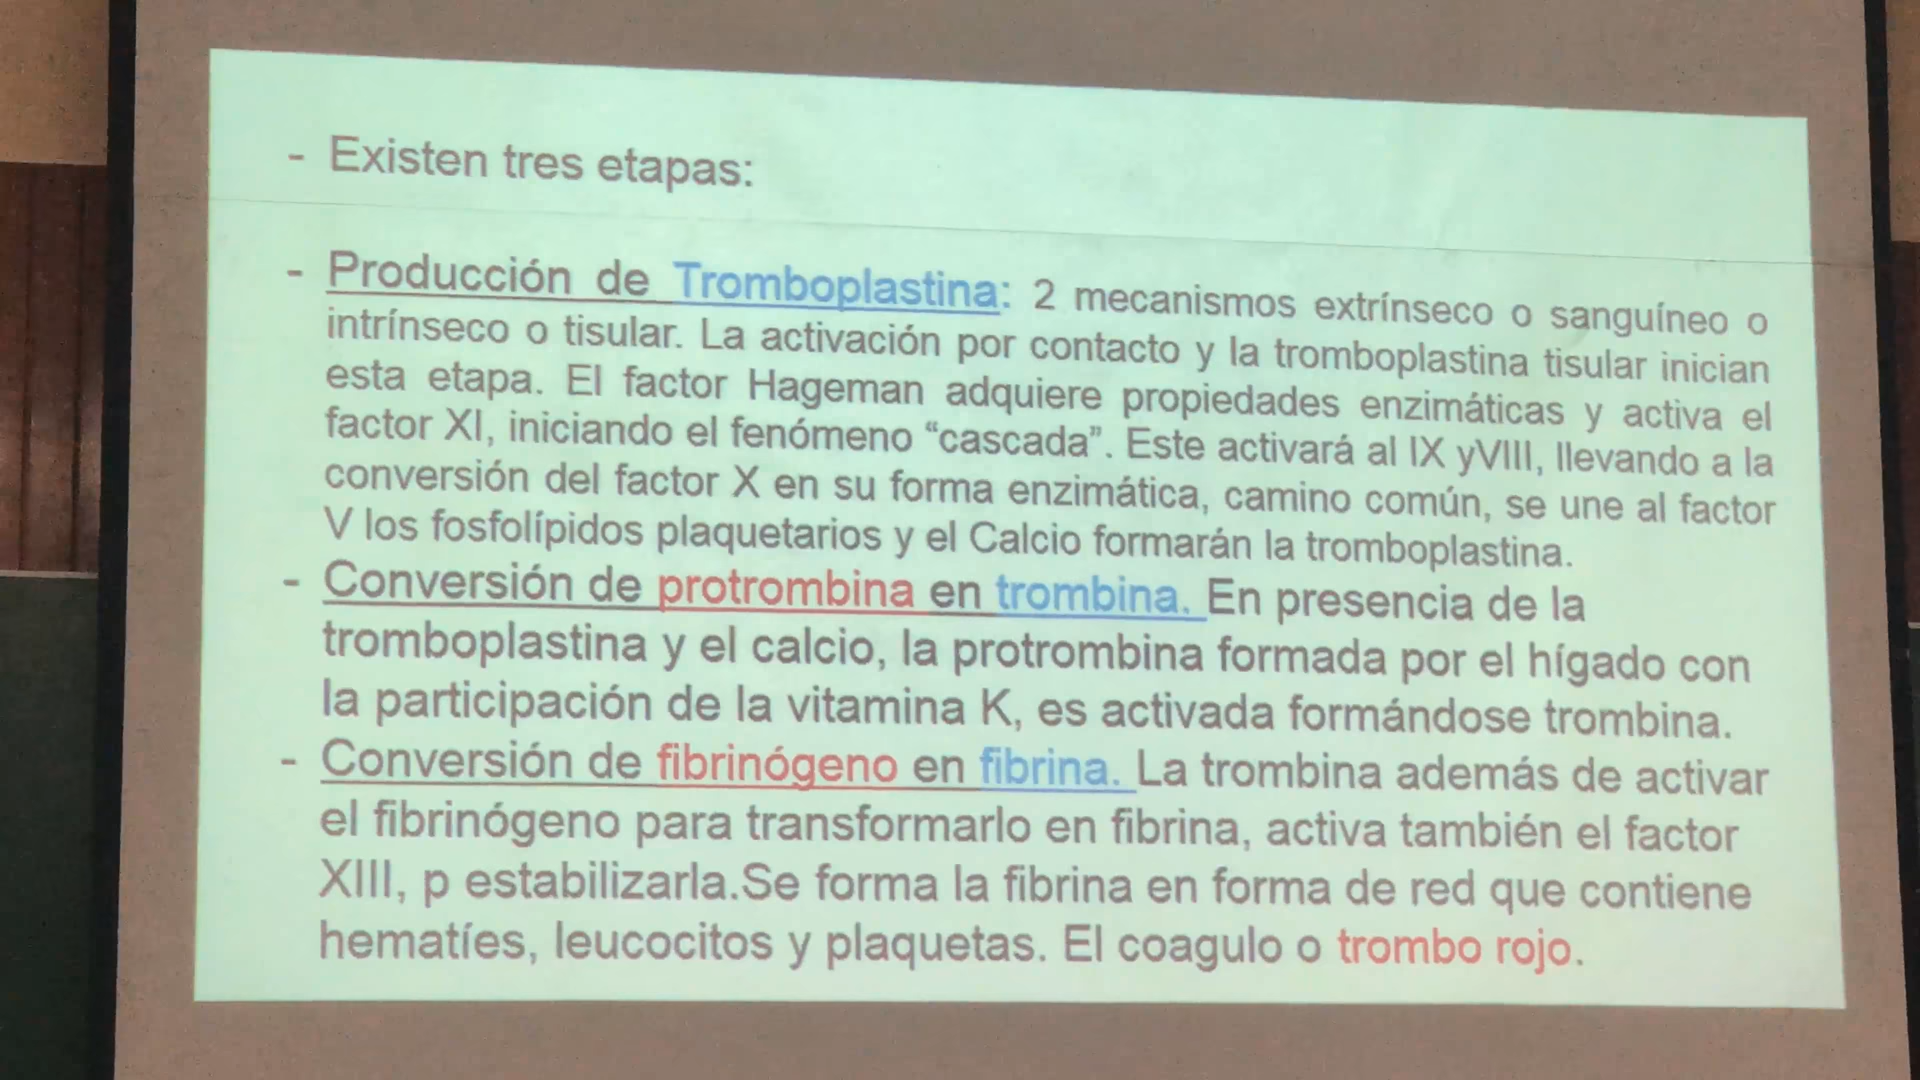 - Existen tres etapas:
- Producción de Tromboplastina: 2 mecanismos extrínseco o sanguíneo o
intrínseco o tisular. La activación por contacto y la tromboplastina tisular inician
esta etapa. El factor Hageman adquiere propiedades enzimáticas y activa el
factor XI, iniciando el fenómeno “cascada”. Este activará al IX yVIII, llevando a la
conversión del factor X en su forma enzimática, camino común, se une al factor
V los fosfolípidos plaquetarios y el Calcio formarán la tromboplastina.
- Conversión de protrombina en trombina. En presencia de la
tromboplastina y el calcio, la protrombina formada por el hígado con
la participación de la vitamina K, es activada formándose trombina.
- Conversión de fibrinógeno en fibrina. La trombina además de activar
el fibrinógeno para transformarlo en fibrina, activa también el factor
XIII, p estabilizarla.Se forma la fibrina en forma de red que contiene
hematíes, leucocitos y plaquetas. El coagulo o trombo rojo.